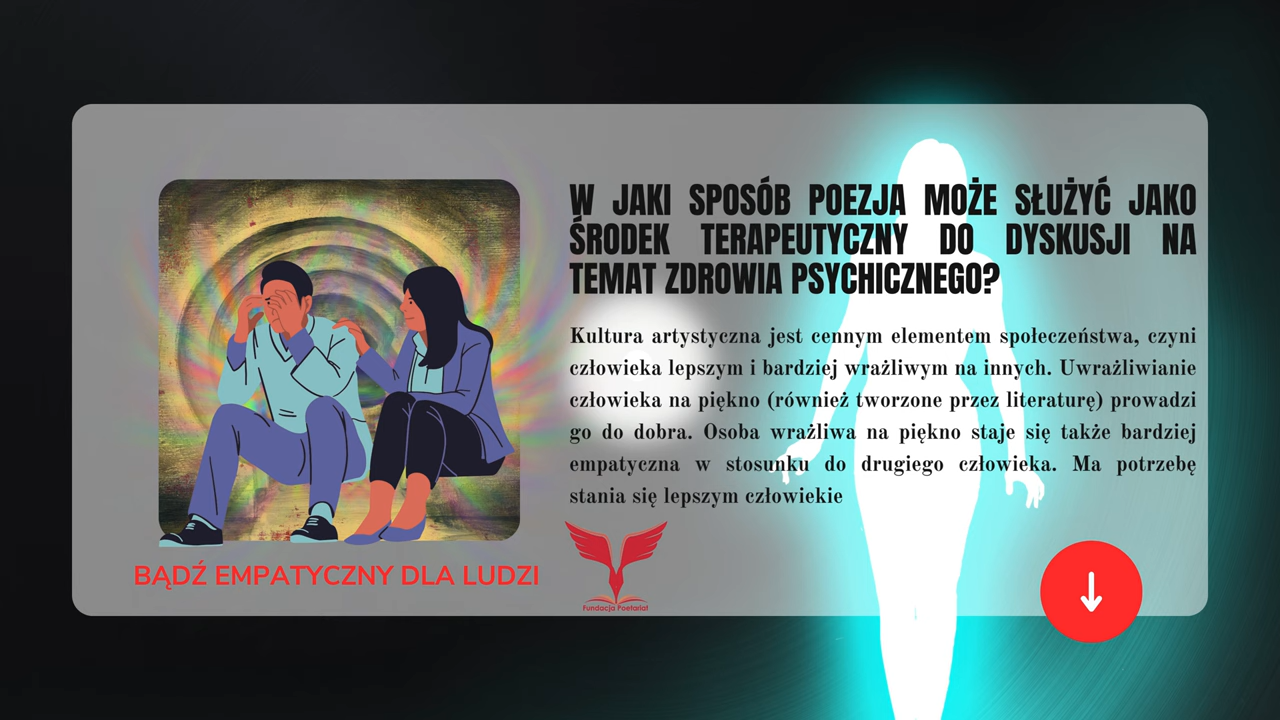 W JAKI SPOSÓB POEZJA MOŻE SŁUŻYĆ JAKO
ŚRODEK TERAPEUTYCZNY DO DYSKUSJI NA
TEMAT ZDROWIA PSYCHICZNEGO?
Kultura artystyczna jest cennym elementem społeczeństwa, czyni
człowieka lepszym i bardziej wrażliwym na innych. Uwrażliwianie
człowieka na piękno (również tworzone przez literaturę) prowadzi
go do dobra. Osoba wrażliwa na piękno staje się także bardziej
empatyczna w stosunku do drugiego człowieka. Ma potrzebę
stania się lepszym człowiekie
BĄDŹ EMPATYCZNY DLA LUDZI
Fundacja Poetariat